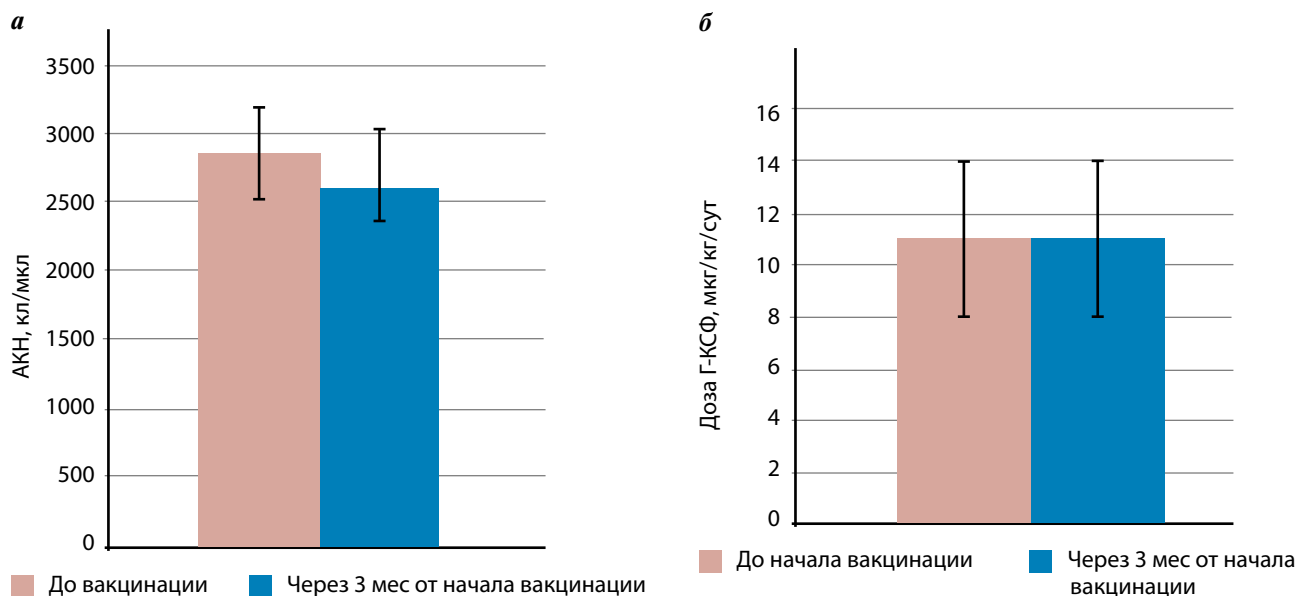 а
АКН, кл/мкл
3500
3000
2500
2000
1500
1000
500
0
До вакцинации
Через 3 мес от начала вакцинации
б
Доза Г-КСФ, мкг/кг/сут
16
14
12
10
8
6
4
2
0
До начала вакцинации
Через 3 мес от начала
вакцинации